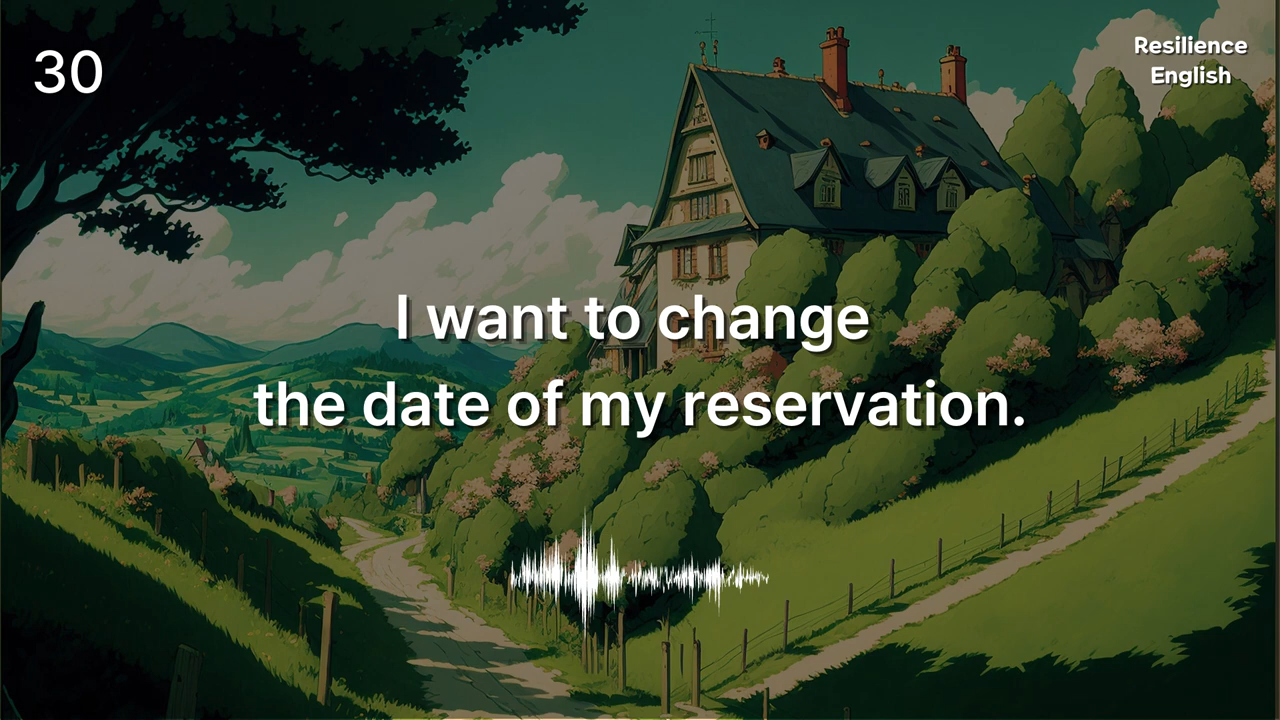 30
Resilience
English
I want to change
the date of my reservation.